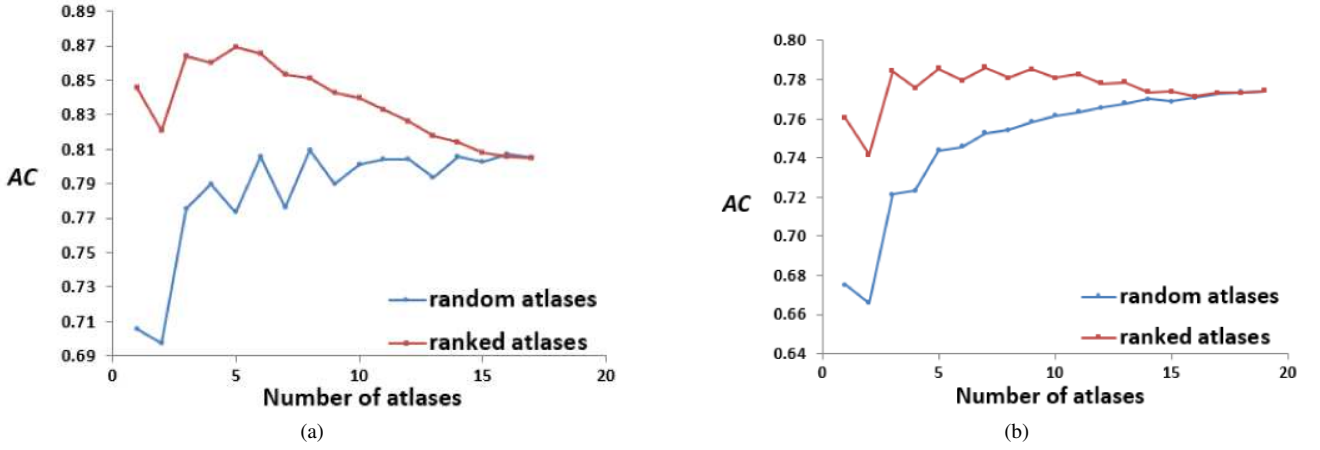 0.89
0.87
0.85
0.83
0.81
0.79
0.77
0.75
0.73
0.71
0.69
AC
0 5 10 15 20
Number of atlases
random atlases
ranked atlases
(a)
0.80
0.78
0.76
0.74
0.72
0.70
0.68
0.66
0.64
AC
0 5 10 15 20
Number of atlases
random atlases
ranked atlases
(b)